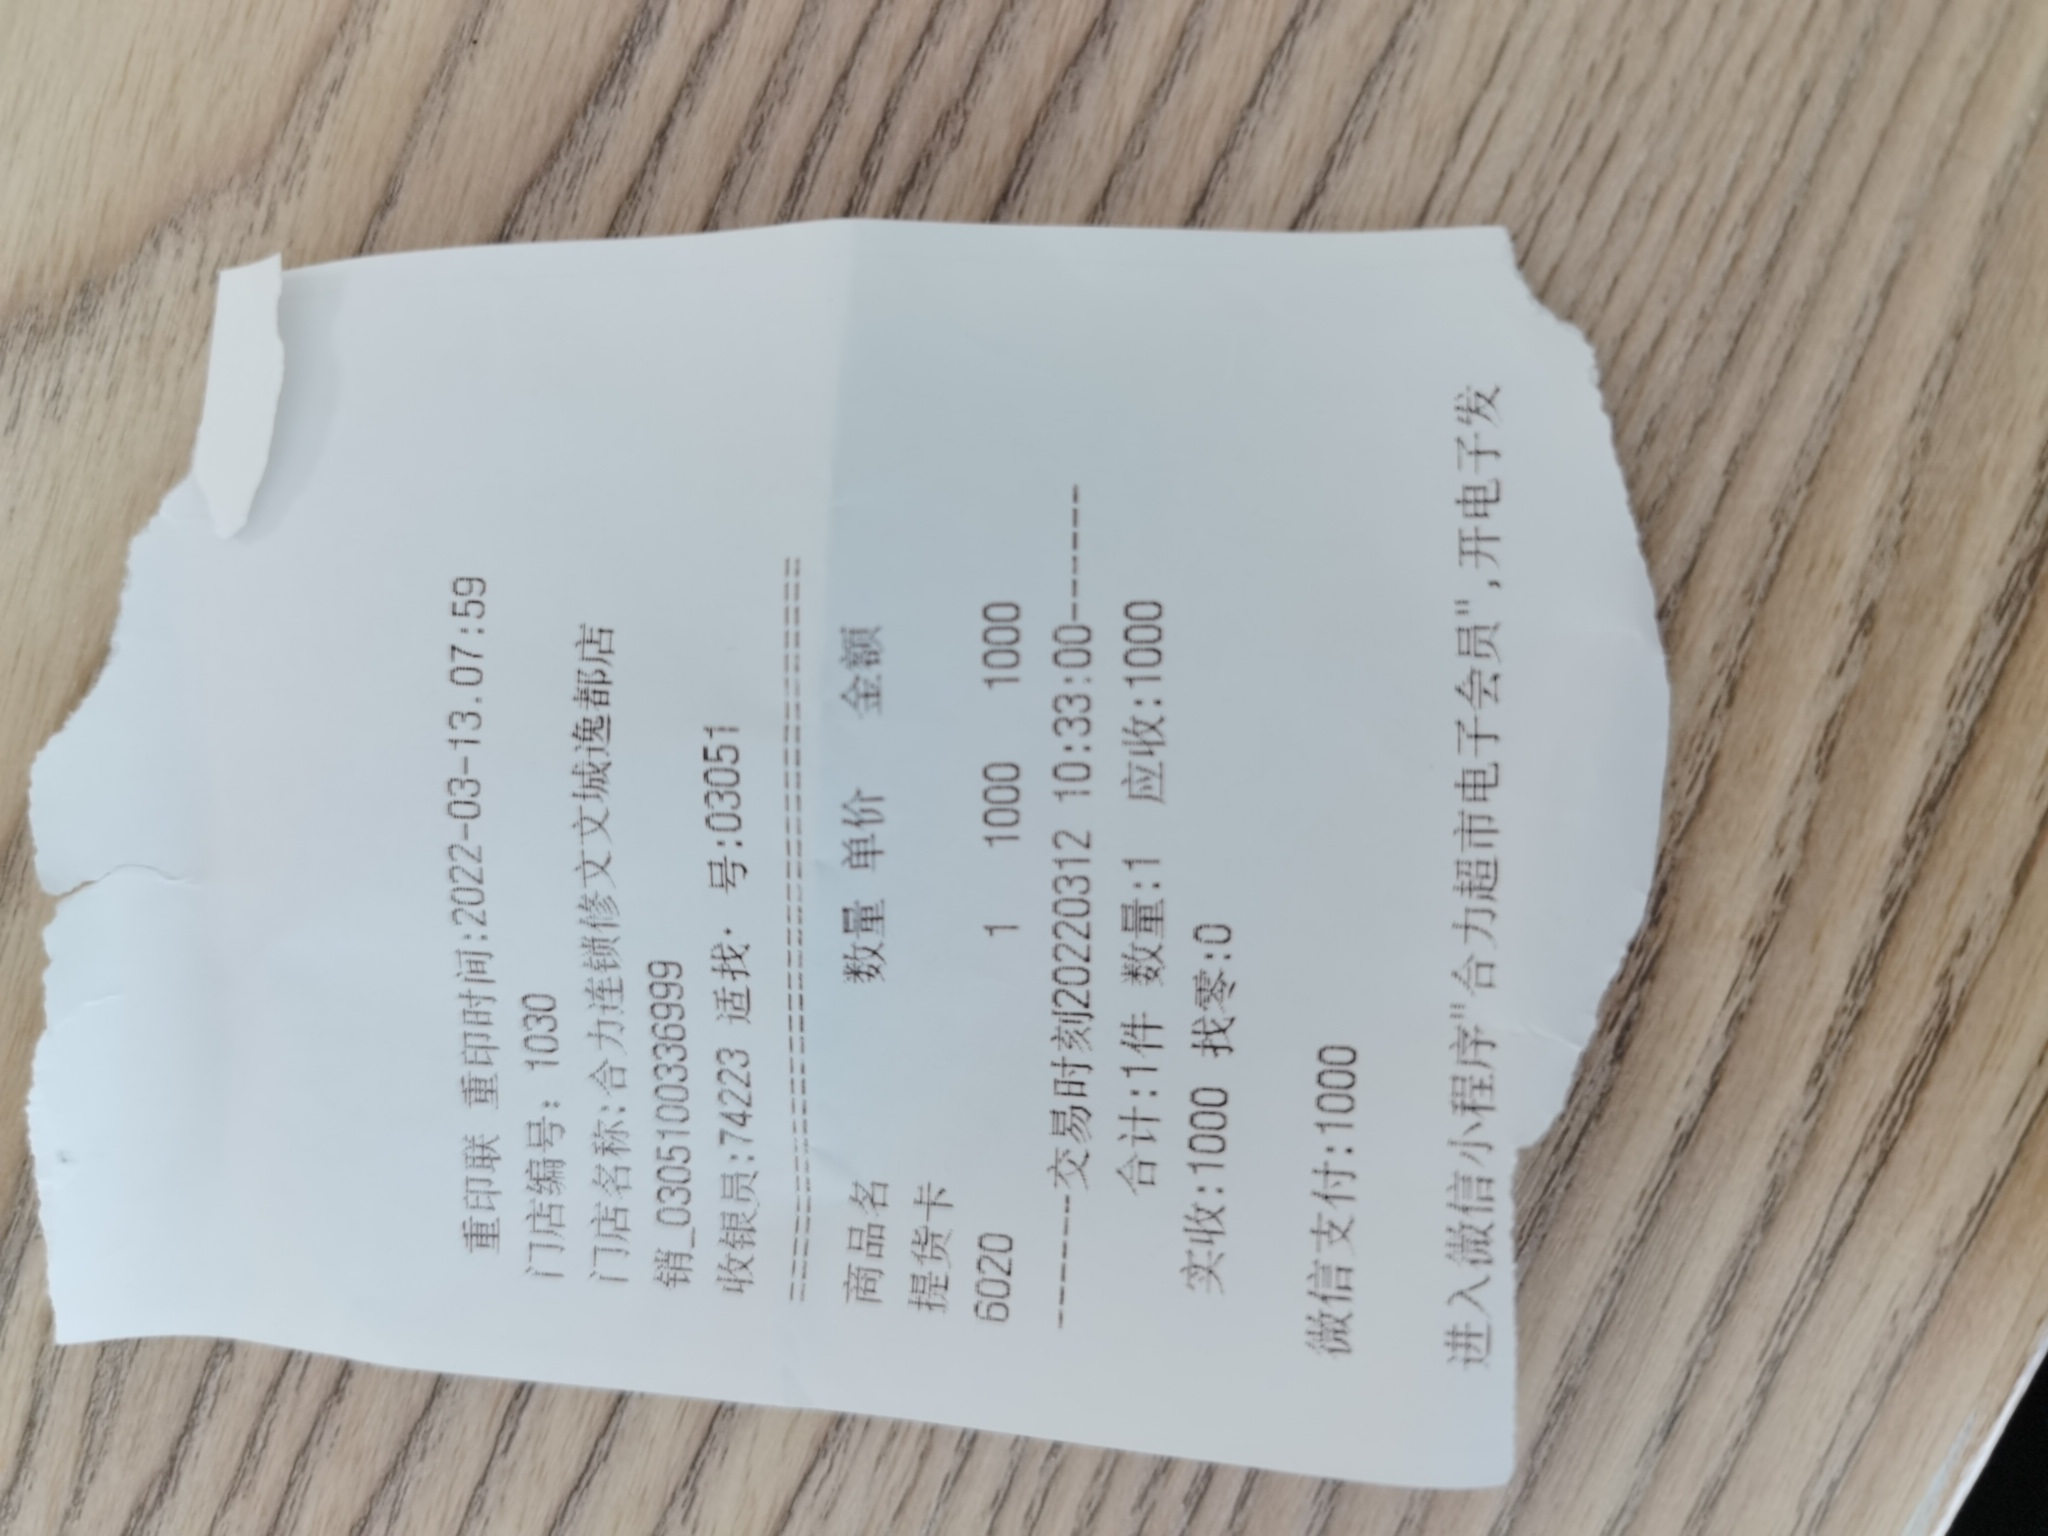 重印联 重印时间:2022-03-13.07:59
门店编号: 1030
门店名称:合力连锁修文文城逸都店
销_030510033​6999
收银员:74223 适找· 号:03051
================================
商品名 数量 单价 金额
提货卡
6020 1 1000 1000
------交易时刻20220312 10:33:00------
合计:1件 数量:1 应收:1000
实收:1000 找零:0
微信支付:1000
进入微信小程序"合力超市电子会员",开电子发